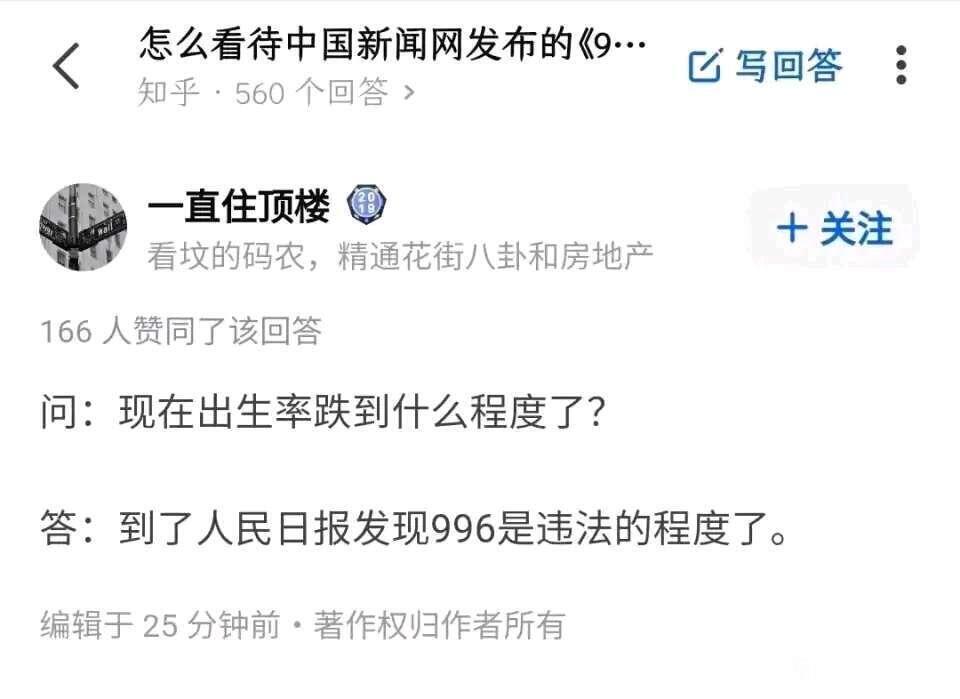 怎么看待中国新闻网发布的《9…
知乎 · 560 个回答 >
写回答
一直住顶楼
2019
看坟的码农，精通花街八卦和房地产
+ 关注
166 人赞同了该回答
问：现在出生率跌到什么程度了？
答：到了人民日报发现996是违法的程度了。
编辑于 25 分钟前 · 著作权归作者所有